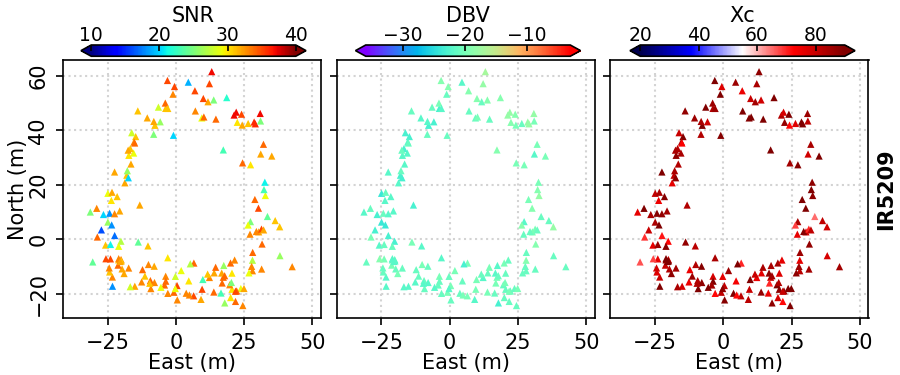 SNR DBV Xc
10 20 30 40 −30 −20 −10 20 40 60 80
60
40
20
0
−20
North (m)
−25 0 25 50 −25 0 25 50 −25 0 25 50
East (m) East (m) East (m)
IR5209